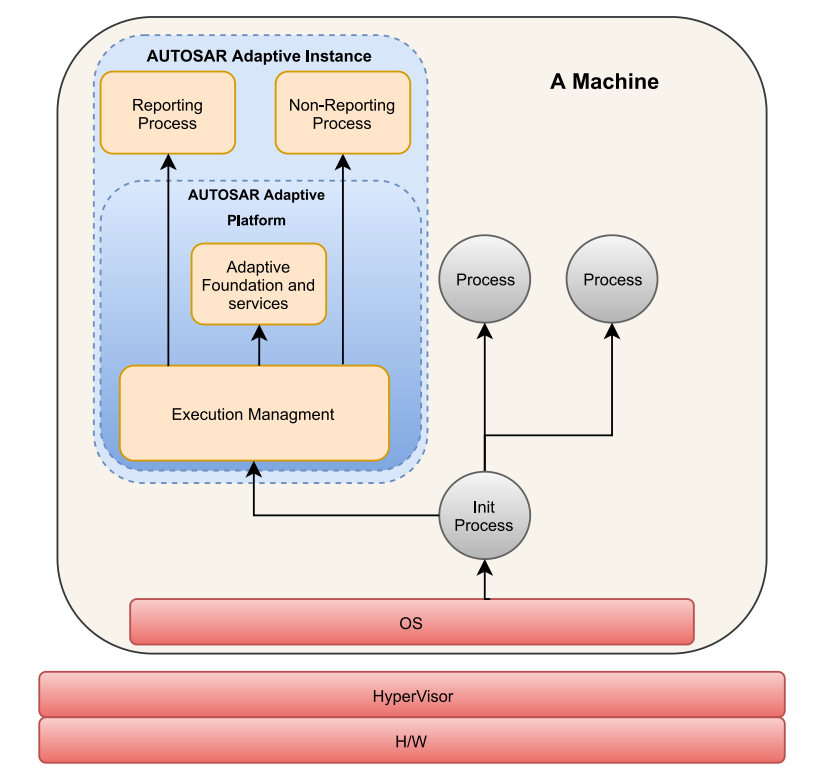 AUTOSAR Adaptive Instance
A Machine
Reporting
Process
Non-Reporting
Process
AUTOSAR Adaptive
Platform
Adaptive
Foundation and
services
Process
Process
Execution Managment
Init
Process
OS
HyperVisor
H/W